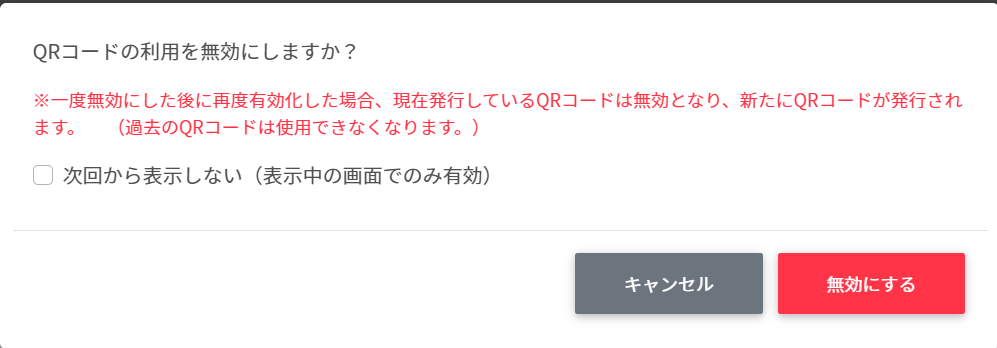 QRコードの利用を無効にしますか？
※一度無効にした後に再度有効化した場合、現在発行しているQRコードは無効となり、新たにQRコードが発行され
ます。　（過去のQRコードは使用できなくなります。）
次回から表示しない（表示中の画面でのみ有効）
キャンセル
無効にする